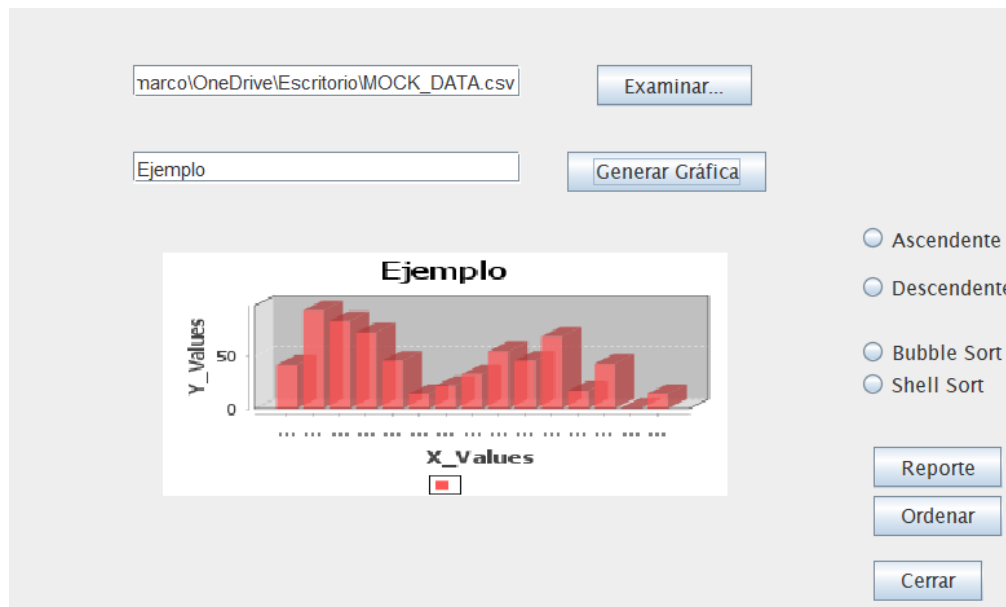 marco\OneDrive\Escritorio\MOCK_DATA.csv
Examinar...
Ejemplo
Generar Gráfica
Ejemplo
Y_Values
50
0
... ... ... ... ... ... ... ... ... ... ... ... ... ... ...
X_Values
Ascendente
Descendente
Bubble Sort
Shell Sort
Reporte
Ordenar
Cerrar